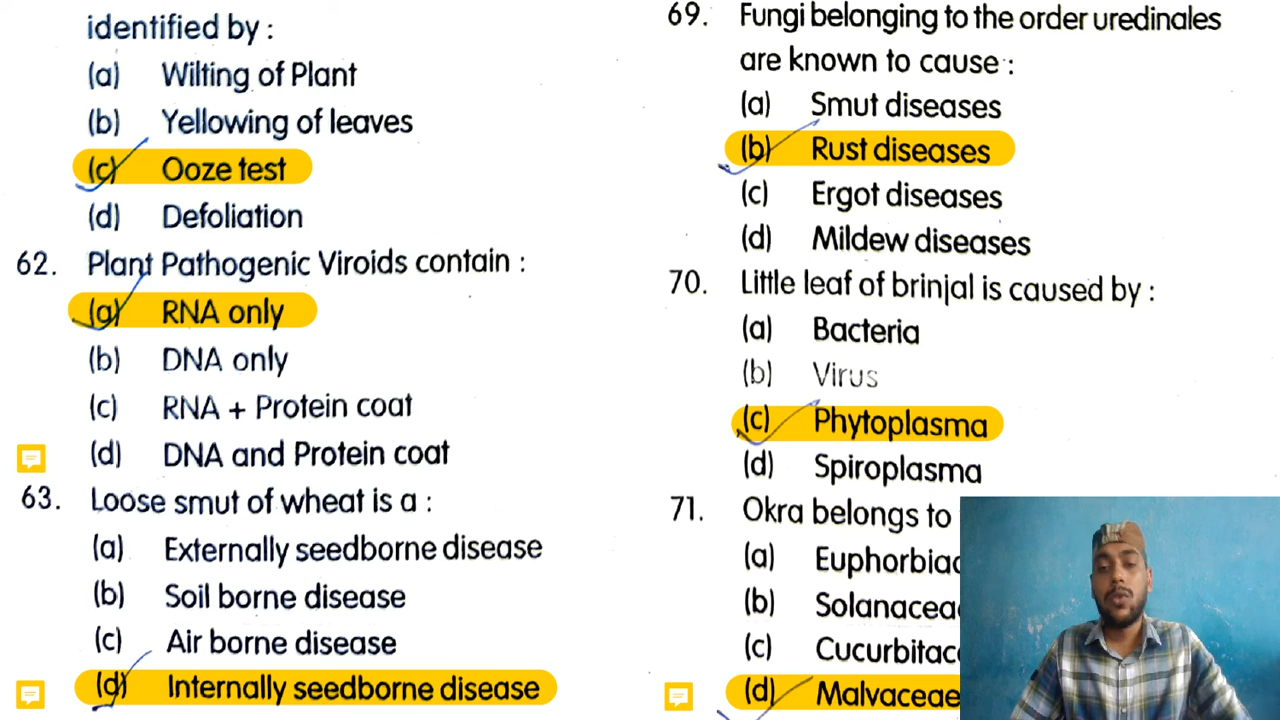 identified by :
(a) Wilting of Plant
(b) Yellowing of leaves
(c) Ooze test
(d) Defoliation
62. Plant Pathogenic Viroids contain :
(a) RNA only
(b) DNA only
(c) RNA + Protein coat
(d) DNA and Protein coat
63. Loose smut of wheat is a :
(a) Externally seedborne disease
(b) Soil borne disease
(c) Air borne disease
(d) Internally seedborne disease
69. Fungi belonging to the order uredinales
are known to cause :
(a) Smut diseases
(b) Rust diseases
(c) Ergot diseases
(d) Mildew diseases
70. Little leaf of brinjal is caused by :
(a) Bacteria
(b) Virus
(c) Phytoplasma
(d) Spiroplasma
71. Okra belongs to
(a) Euphorbiac
(b) Solanacea
(c) Cucurbitac
(d) Malvaceae